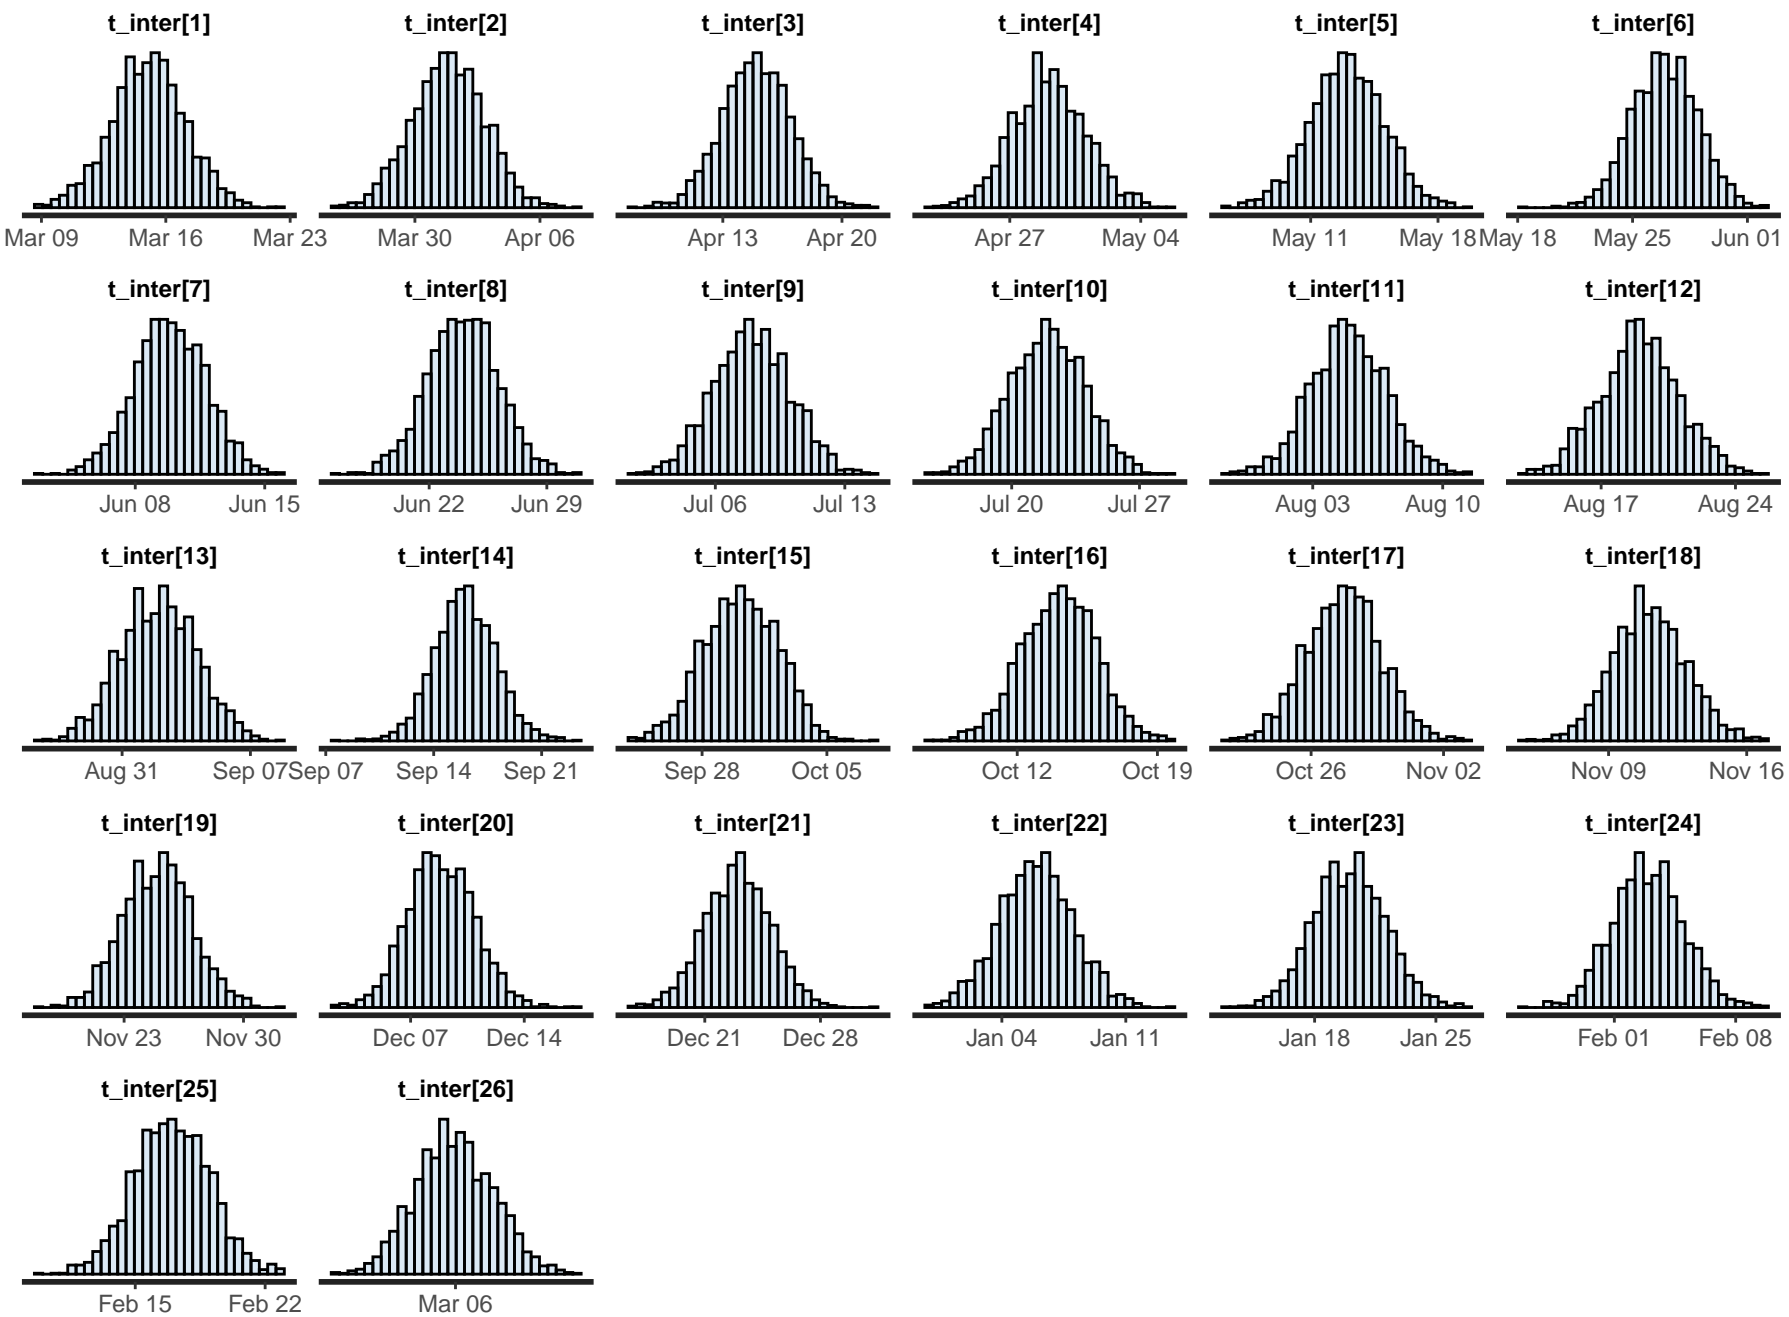 t_inter[1] t_inter[2] t_inter[3] t_inter[4] t_inter[5] t_inter[6]
Mar 09 Mar 16 Mar 23 Mar 30 Apr 06 Apr 13 Apr 20 Apr 27 May 04 May 11 May 18 May 18 May 25 Jun 01
t_inter[7] t_inter[8] t_inter[9] t_inter[10] t_inter[11] t_inter[12]
Jun 08 Jun 15 Jun 22 Jun 29 Jul 06 Jul 13 Jul 20 Jul 27 Aug 03 Aug 10 Aug 17 Aug 24
t_inter[13] t_inter[14] t_inter[15] t_inter[16] t_inter[17] t_inter[18]
Aug 31 Sep 07 Sep 07 Sep 14 Sep 21 Sep 28 Oct 05 Oct 12 Oct 19 Oct 26 Nov 02 Nov 09 Nov 16
t_inter[19] t_inter[20] t_inter[21] t_inter[22] t_inter[23] t_inter[24]
Nov 23 Nov 30 Dec 07 Dec 14 Dec 21 Dec 28 Jan 04 Jan 11 Jan 18 Jan 25 Feb 01 Feb 08
t_inter[25] t_inter[26]
Feb 15 Feb 22 Mar 06